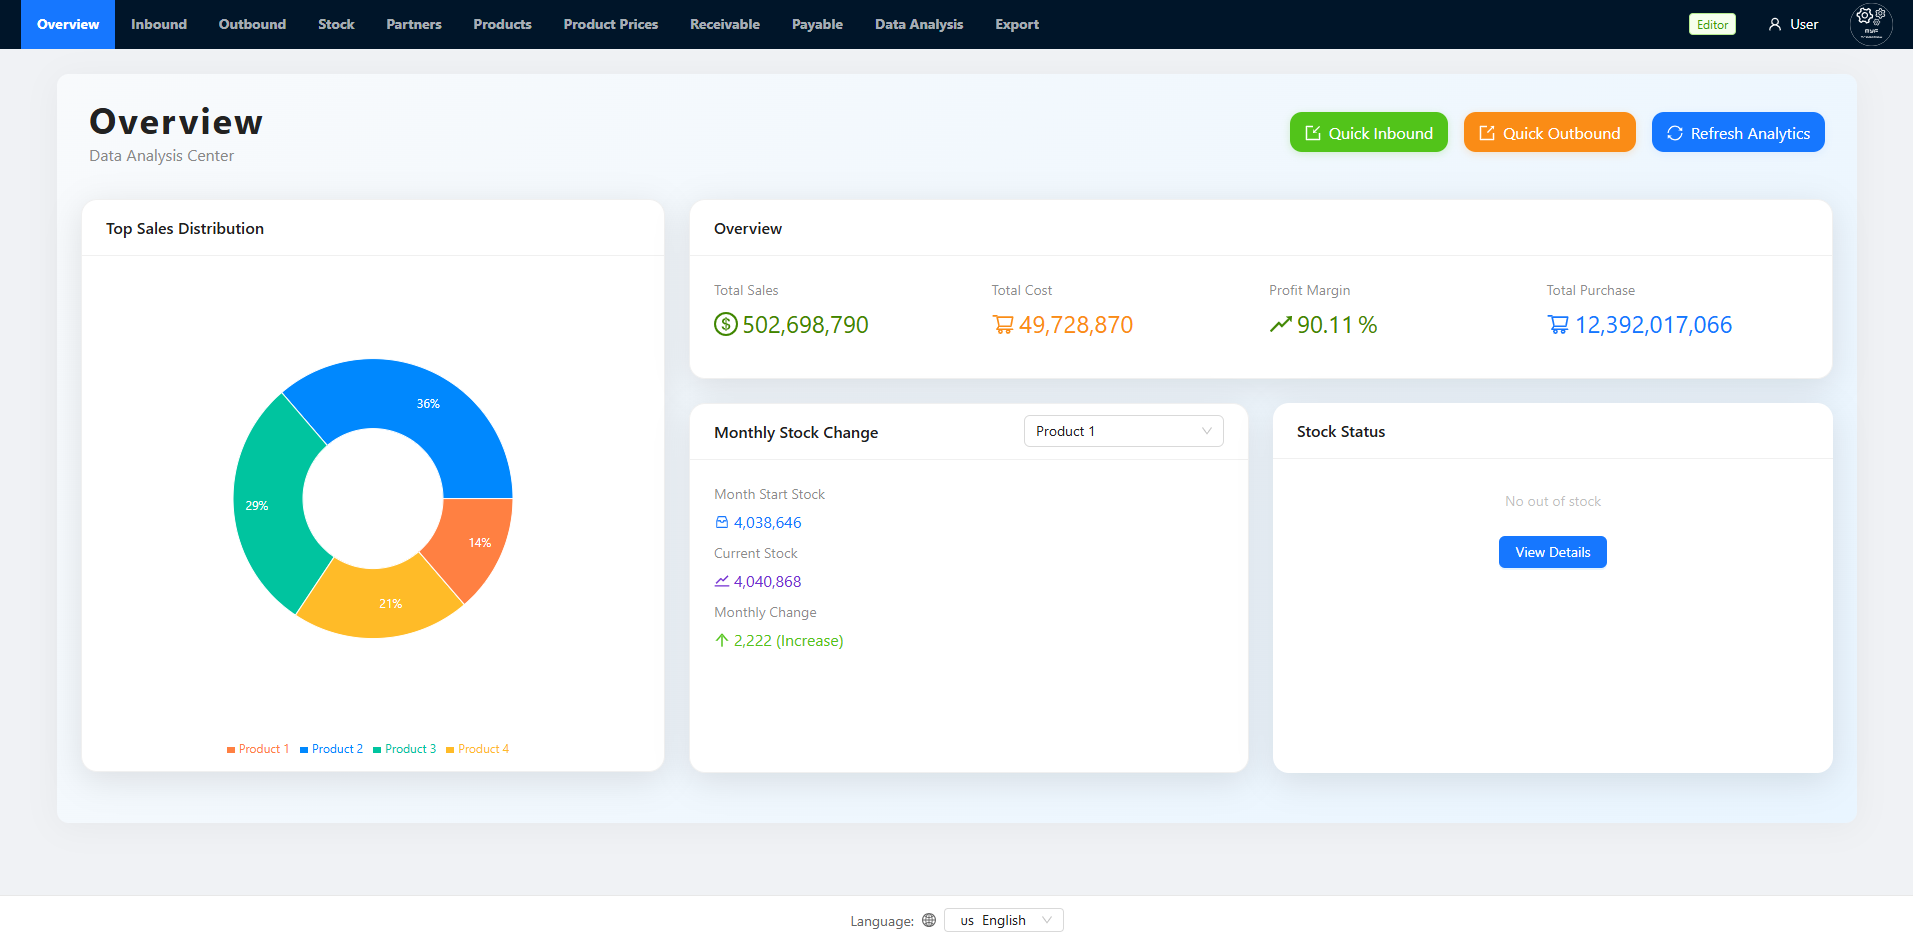 Overview Inbound Outbound Stock Partners Products Product Prices Receivable Payable Data Analysis Export Editor User
Overview
Data Analysis Center
Quick Inbound Quick Outbound Refresh Analytics
Top Sales Distribution
36%
29%
14%
21%
Product 1 Product 2 Product 3 Product 4
Overview
Total Sales Total Cost Profit Margin Total Purchase
502,698,790 49,728,870 90.11 % 12,392,017,066
Monthly Stock Change Product 1
Month Start Stock
4,038,646
Current Stock
4,040,868
Monthly Change
2,222 (Increase)
Stock Status
No out of stock
View Details
Language: us English